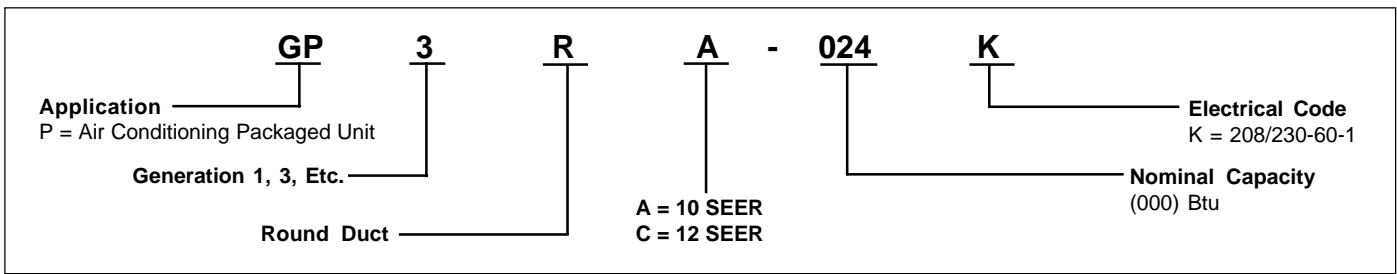 GP 3 R A - 024 K
Application
P = Air Conditioning Packaged Unit
Generation 1, 3, Etc.
Round Duct
A = 10 SEER
C = 12 SEER
Electrical Code
K = 208/230-60-1
Nominal Capacity
(000) Btu